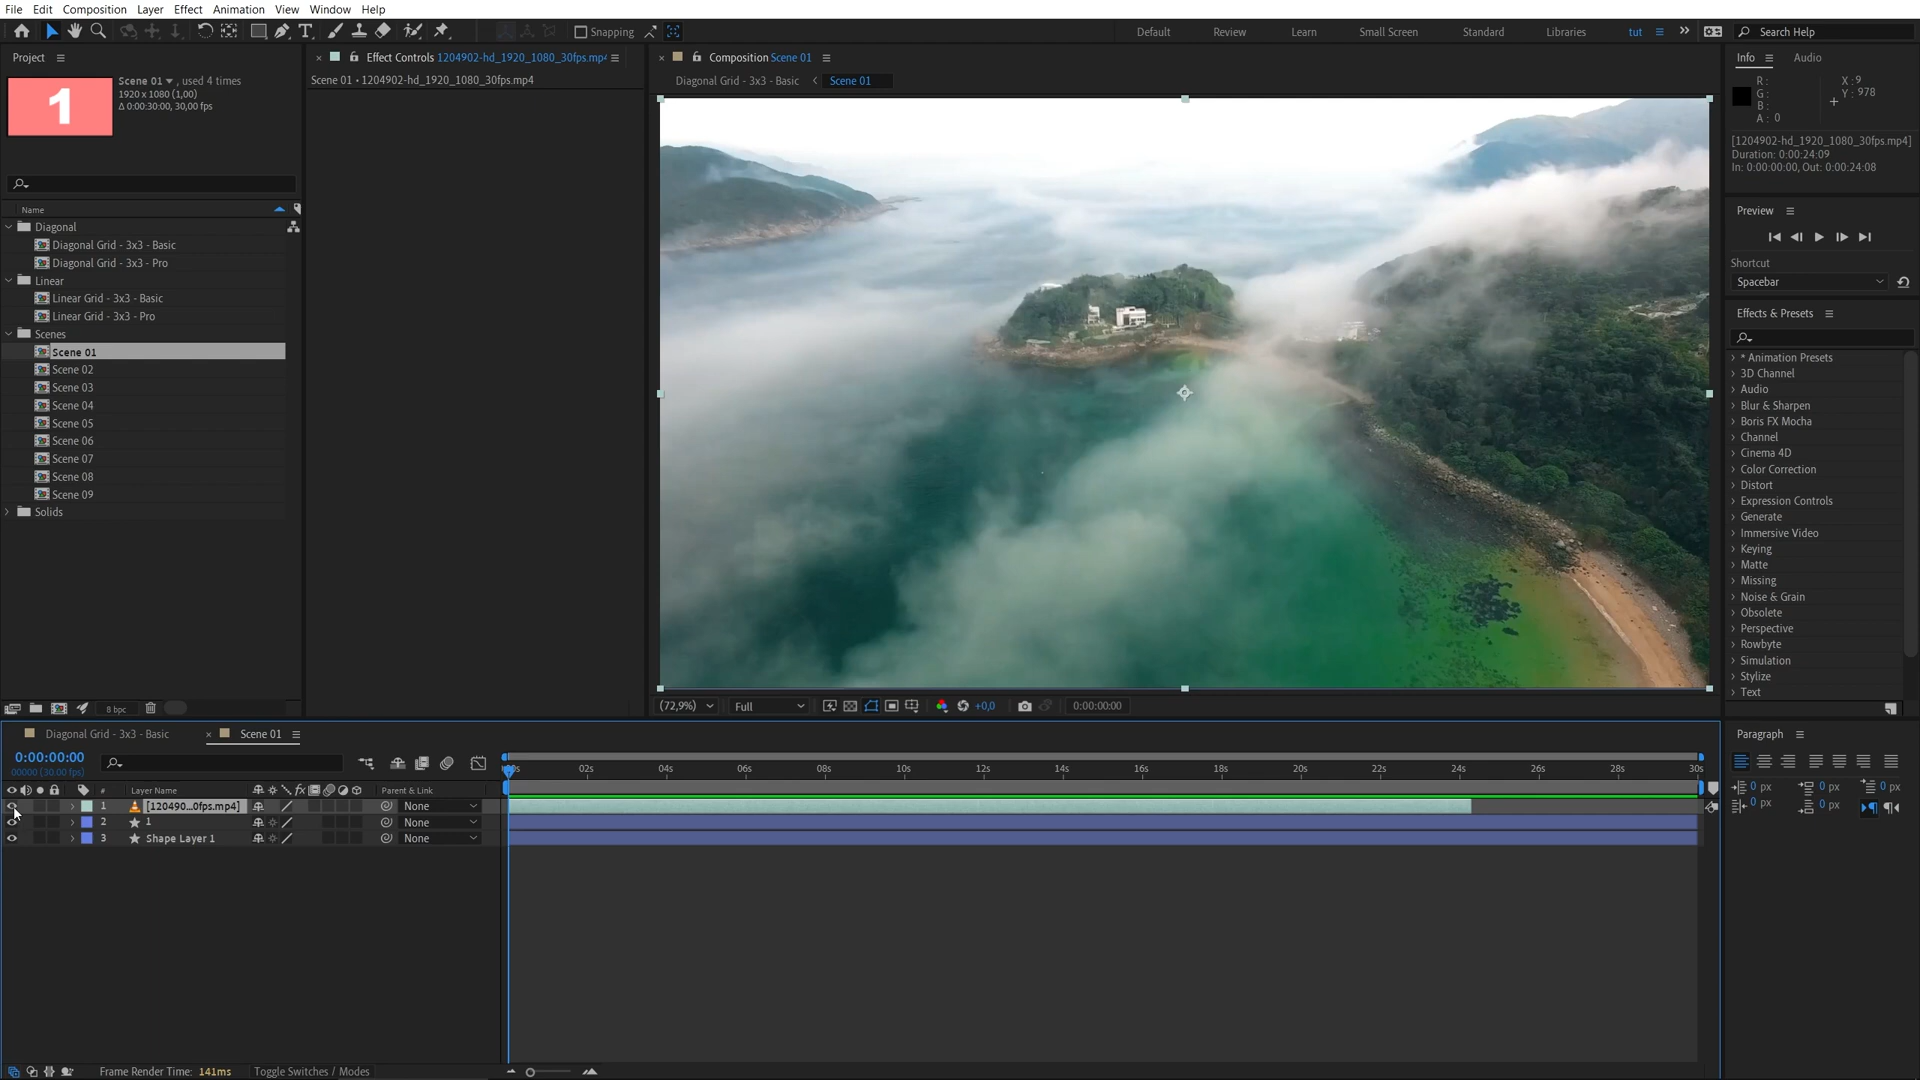 File Edit Composition Layer Effect Animation View Window Help
Snapping
Default Review Learn Small Screen Standard Libraries tut Search Help
Project
Effect Controls 1204902-hd_1920_1080_30fps.mp4
Composition Scene 01
Info Audio
Scene 01 • 1204902-hd_1920_1080_30fps.mp4
Diagonal Grid - 3x3 - Basic Scene 01
1
Scene 01 , used 4 times
1920 x 1080 (1,00)
Δ 0:00:30:00, 30,00 fps
R :
G :
B :
A : 0
X : 9
Y : 978
[1204902-hd_1920_1080_30fps.mp4]
Duration: 0:00:24:09
In: 0:00:00:00, Out: 0:00:24:08
Name
Diagonal
Diagonal Grid - 3x3 - Basic
Diagonal Grid - 3x3 - Pro
Linear
Linear Grid - 3x3 - Basic
Linear Grid - 3x3 - Pro
Scenes
Scene 01
Scene 02
Scene 03
Scene 04
Scene 05
Scene 06
Scene 07
Scene 08
Scene 09
Solids
8 bpc
Preview
Shortcut
Spacebar
Effects & Presets
* Animation Presets
3D Channel
Audio
Blur & Sharpen
Boris FX Mocha
Channel
Cinema 4D
Color Correction
Distort
Expression Controls
Generate
Immersive Video
Keying
Matte
Missing
Noise & Grain
Obsolete
Perspective
Rowbyte
Simulation
Stylize
Text
(72,9%) Full +0,0 0:00:00:00
Diagonal Grid - 3x3 - Basic Scene 01
0:00:00:00
00000 (30.00 fps)
02s 04s 06s 08s 10s 12s 14s 16s 18s 20s 22s 24s 26s 28s 30s
# Layer Name fx Parent & Link
1 [120490...0fps.mp4] None
2 1 None
3 Shape Layer 1 None
Paragraph
0 px 0 px 0 px
0 px 0 px
Frame Render Time: 141ms Toggle Switches / Modes